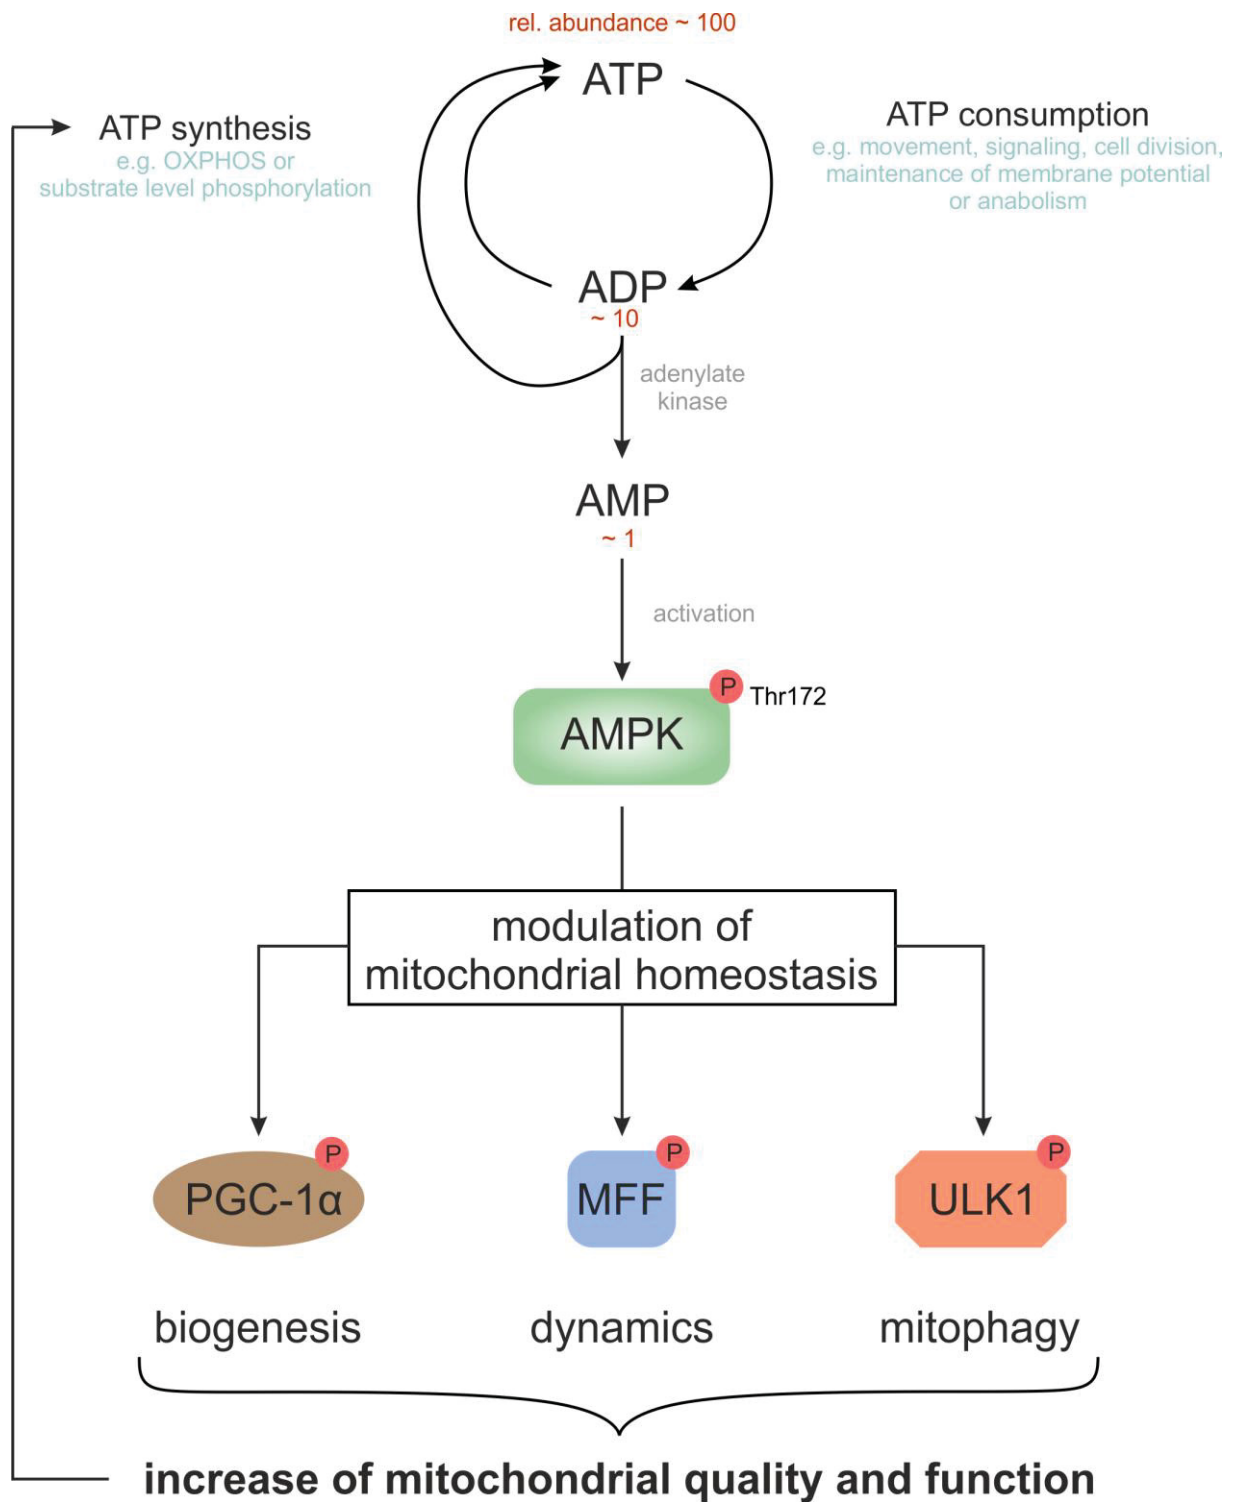 rel. abundance ~ 100
ATP
ATP synthesis
e.g. OXPHOS or
substrate level phosphorylation
ATP consumption
e.g. movement, signaling, cell division,
maintenance of membrane potential
or anabolism
ADP
~ 10
adenylate
kinase
AMP
~ 1
activation
P
Thr172
AMPK
modulation of
mitochondrial homeostasis
P
PGC-1α
P
MFF
P
ULK1
biogenesis
dynamics
mitophagy
increase of mitochondrial quality and function